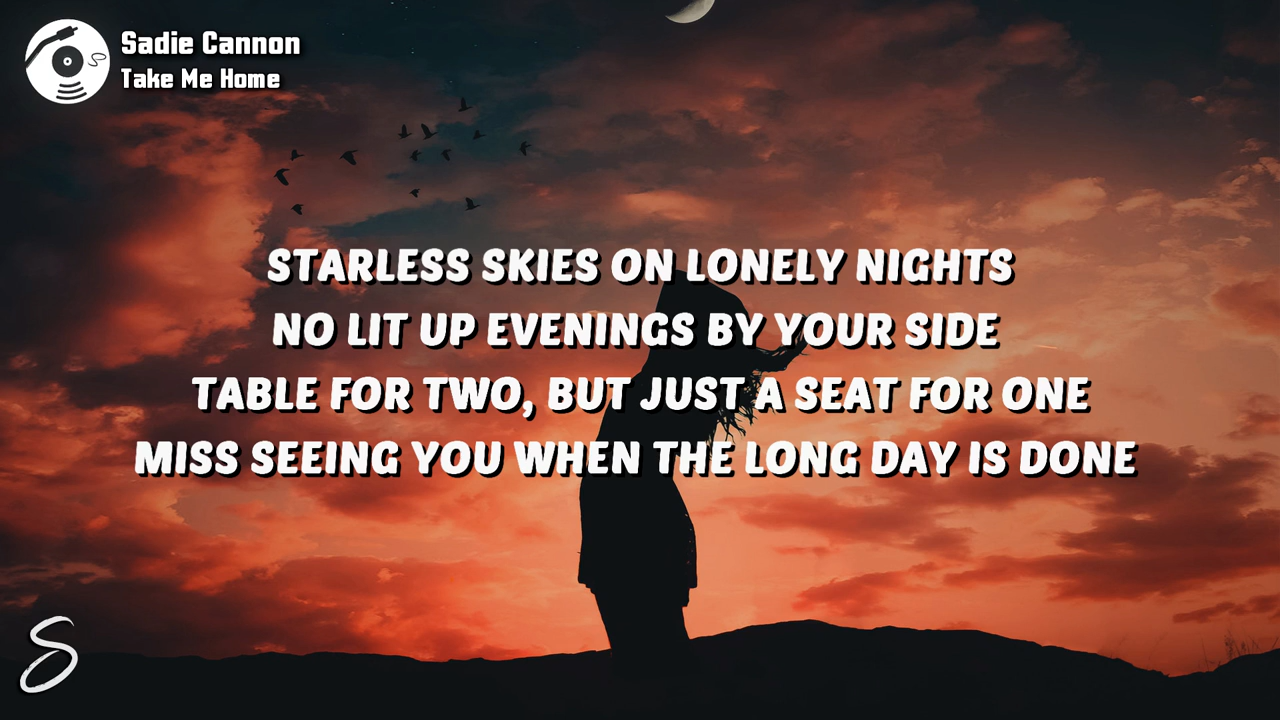 Sadie Cannon
Take Me Home
STARLESS SKIES ON LONELY NIGHTS
NO LIT UP EVENINGS BY YOUR SIDE
TABLE FOR TWO, BUT JUST A SEAT FOR ONE
MISS SEEING YOU WHEN THE LONG DAY IS DONE
S